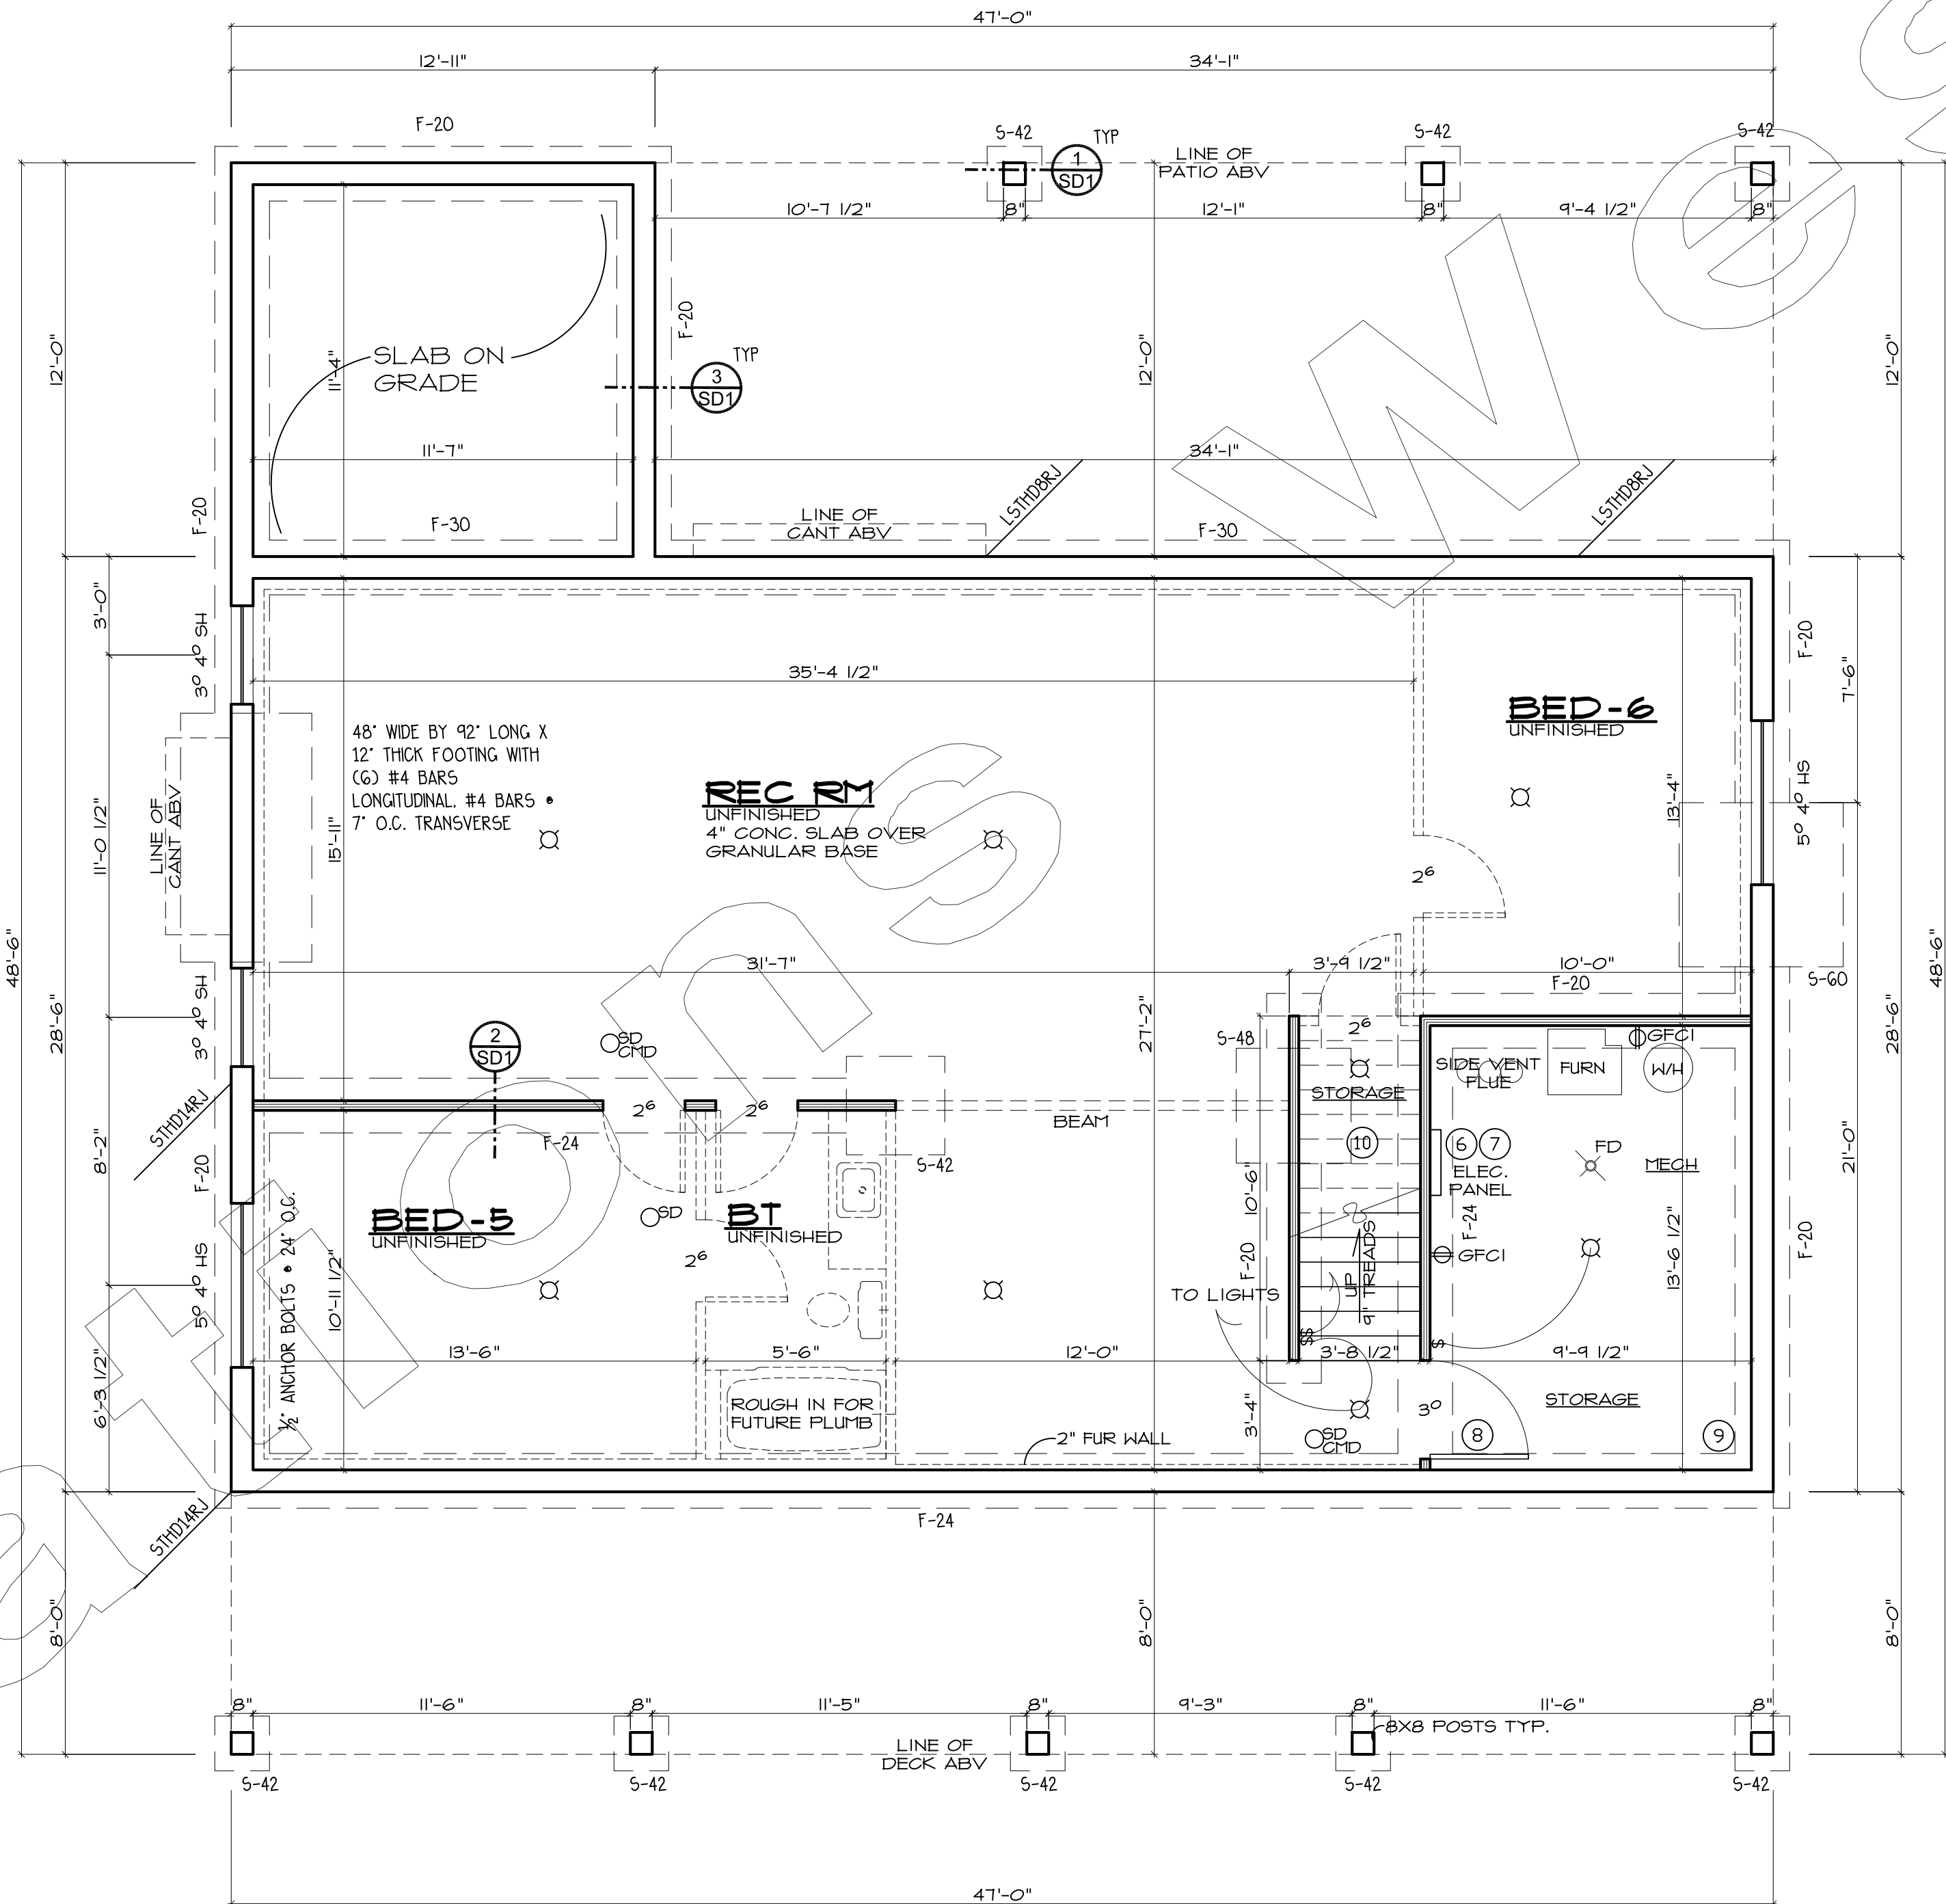 47'-0"
12'-11"
34'-1"
F-20
S-42
1
SD1
TYP
LINE OF
PATIO ABV
S-42
S-42
10'-7 1/2"
8"
12'-1"
8"
9'-4 1/2"
8"
12'-0"
SLAB ON
GRADE
11'-4"
F-20
TYP
3
SD1
12'-0"
12'-0"
11'-7"
34'-1"
F-20
F-30
LINE OF
CANT ABV
LSTHD8RJ
F-30
LSTHD8RJ
3'-0"
3⁰ 4⁰ SH
35'-4 1/2"
F-20
7'-6"
BED-6
UNFINISHED
48" WIDE BY 92" LONG X
12" THICK FOOTING WITH
(6) #4 BARS
LONGITUDINAL. #4 BARS @
7" O.C. TRANSVERSE
REC RM
UNFINISHED
4" CONC. SLAB OVER
GRANULAR BASE
11'-0 1/2"
LINE OF
CANT ABV
15'-11"
13'-4"
5⁰ 4⁰ HS
2⁶
48'-6"
28'-6"
31'-7"
3'-9 1/2"
10'-0"
F-20
S-60
48'-6"
28'-6"
3⁰ 4⁰ SH
2
SD1
SD
CMD
27'-2"
S-48
2⁶
GFCI
SIDE VENT
FLUE
FURN
W/H
STORAGE
STHD14RJ
2⁶
2⁶
BEAM
8'-2"
F-20
F-24
S-42
10
6
7
ELEC.
PANEL
FD
MECH
21'-0"
10'-6"
BED-5
UNFINISHED
SD
BT
UNFINISHED
2⁶
F-24
GFCI
13'-6 1/2"
F-20
5⁰ 4⁰ HS
½" ANCHOR BOLTS @ 24" O.C.
10'-11 1/2"
F-20
UP
9" TREADS
TO LIGHTS
$$
$
13'-6"
5'-6"
12'-0"
3'-8 1/2"
9'-9 1/2"
6'-3 1/2"
ROUGH IN FOR
FUTURE PLUMB
3'-4"
3⁰
STORAGE
2" FUR WALL
SD
CMD
8
9
STHD14RJ
F-24
8'-0"
8'-0"
8'-0"
8"
11'-6"
8"
11'-5"
8"
9'-3"
8"
11'-6"
8"
8X8 POSTS TYP.
LINE OF
DECK ABV
S-42
S-42
S-42
S-42
S-42
47'-0"